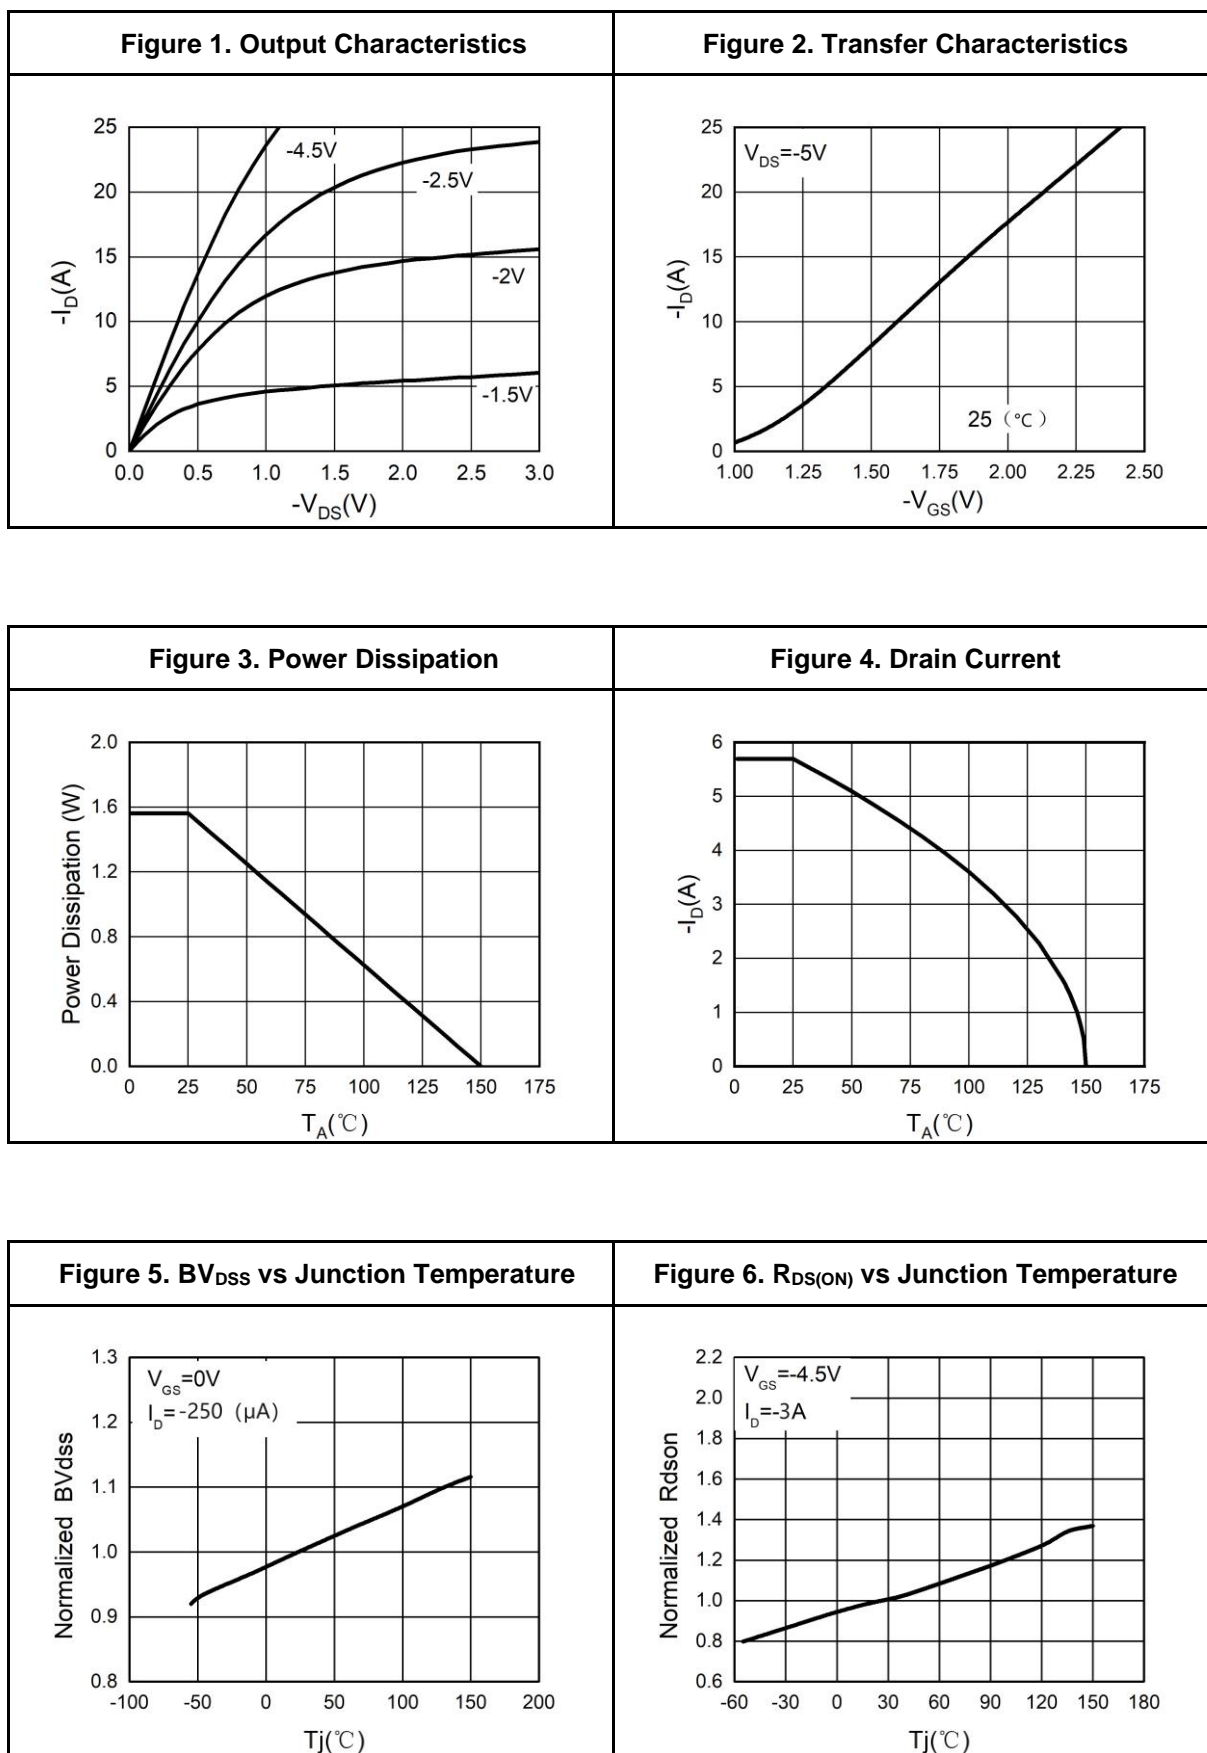 Figure 1. Output Characteristics
Figure 2. Transfer Characteristics
25
20
15
10
5
0
-I_D(A)
-4.5V
-2.5V
-2V
-1.5V
0.0 0.5 1.0 1.5 2.0 2.5 3.0
-V_DS(V)
25
20
15
10
5
0
-I_D(A)
V_DS=-5V
25（℃）
1.00 1.25 1.50 1.75 2.00 2.25 2.50
-V_GS(V)
Figure 3. Power Dissipation
Figure 4. Drain Current
2.0
1.6
1.2
0.8
0.4
0.0
Power Dissipation (W)
0 25 50 75 100 125 150 175
T_A(℃)
6
5
4
3
2
1
0
-I_D(A)
0 25 50 75 100 125 150 175
T_A(℃)
Figure 5. BV_DSS vs Junction Temperature
Figure 6. R_DS(ON) vs Junction Temperature
1.3
1.2
1.1
1.0
0.9
0.8
Normalized BVdss
V_GS=0V
I_D=-250（μA）
-100 -50 0 50 100 150 200
Tj(℃)
2.2
2.0
1.8
1.6
1.4
1.2
1.0
0.8
0.6
Normalized Rdson
V_GS=-4.5V
I_D=-3A
-60 -30 0 30 60 90 120 150 180
Tj(℃)